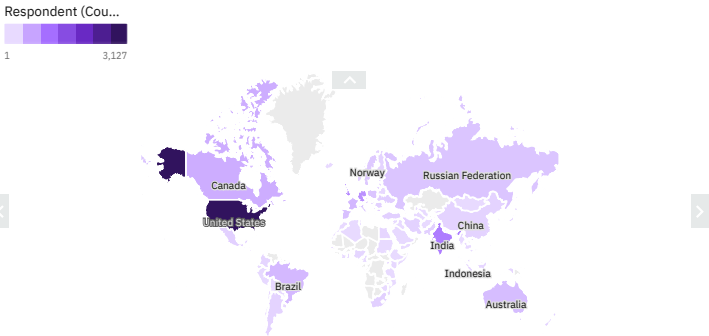 Respondent (Cou...
1
3,127
Norway
Russian Federation
Canada
United States
China
India
Indonesia
Brazil
Australia